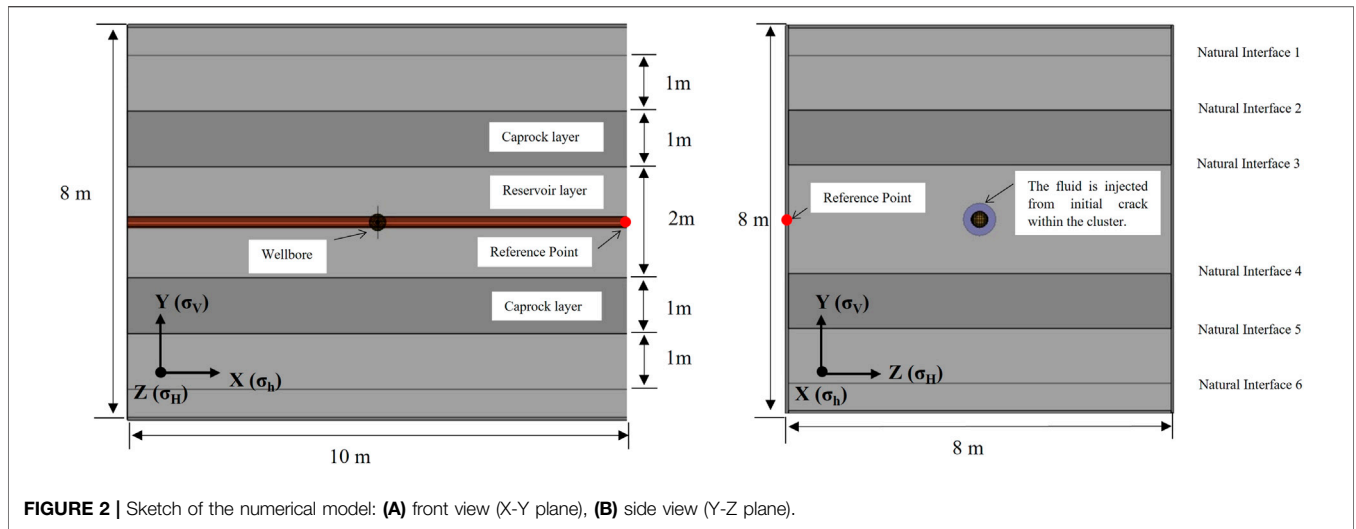 8 m
1m
1m
2m
1m
1m
Caprock layer
Reservoir layer
Wellbore
Reference Point
Caprock layer
Y (σV)
X (σh)
Z (σH)
10 m
Natural Interface 1
Natural Interface 2
Natural Interface 3
Natural Interface 4
Natural Interface 5
Natural Interface 6
8 m
Reference Point
The fluid is injected
from initial crack
within the cluster.
Y (σV)
Z (σH)
X (σh)
8 m
FIGURE 2 | Sketch of the numerical model: (A) front view (X-Y plane), (B) side view (Y-Z plane).